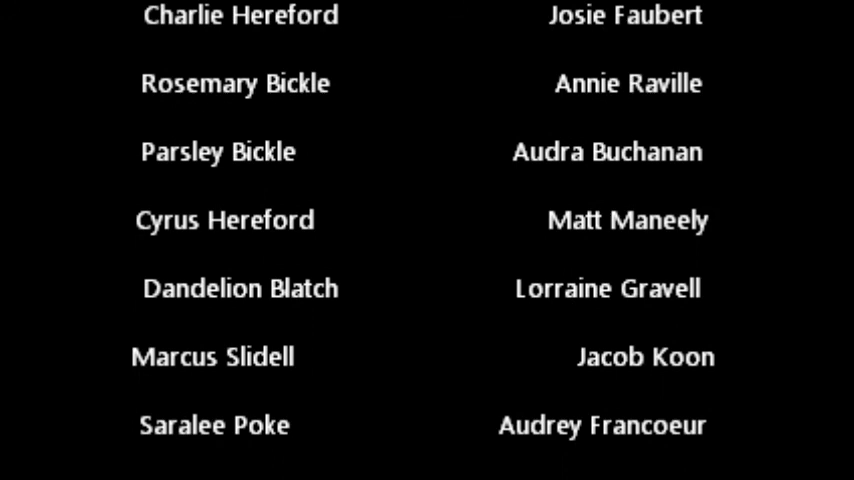 Charlie Hereford Josie Faubert
Rosemary Bickle Annie Raville
Parsley Bickle Audra Buchanan
Cyrus Hereford Matt Maneely
Dandelion Blatch Lorraine Gravell
Marcus Slidell Jacob Koon
Saralee Poke Audrey Francoeur